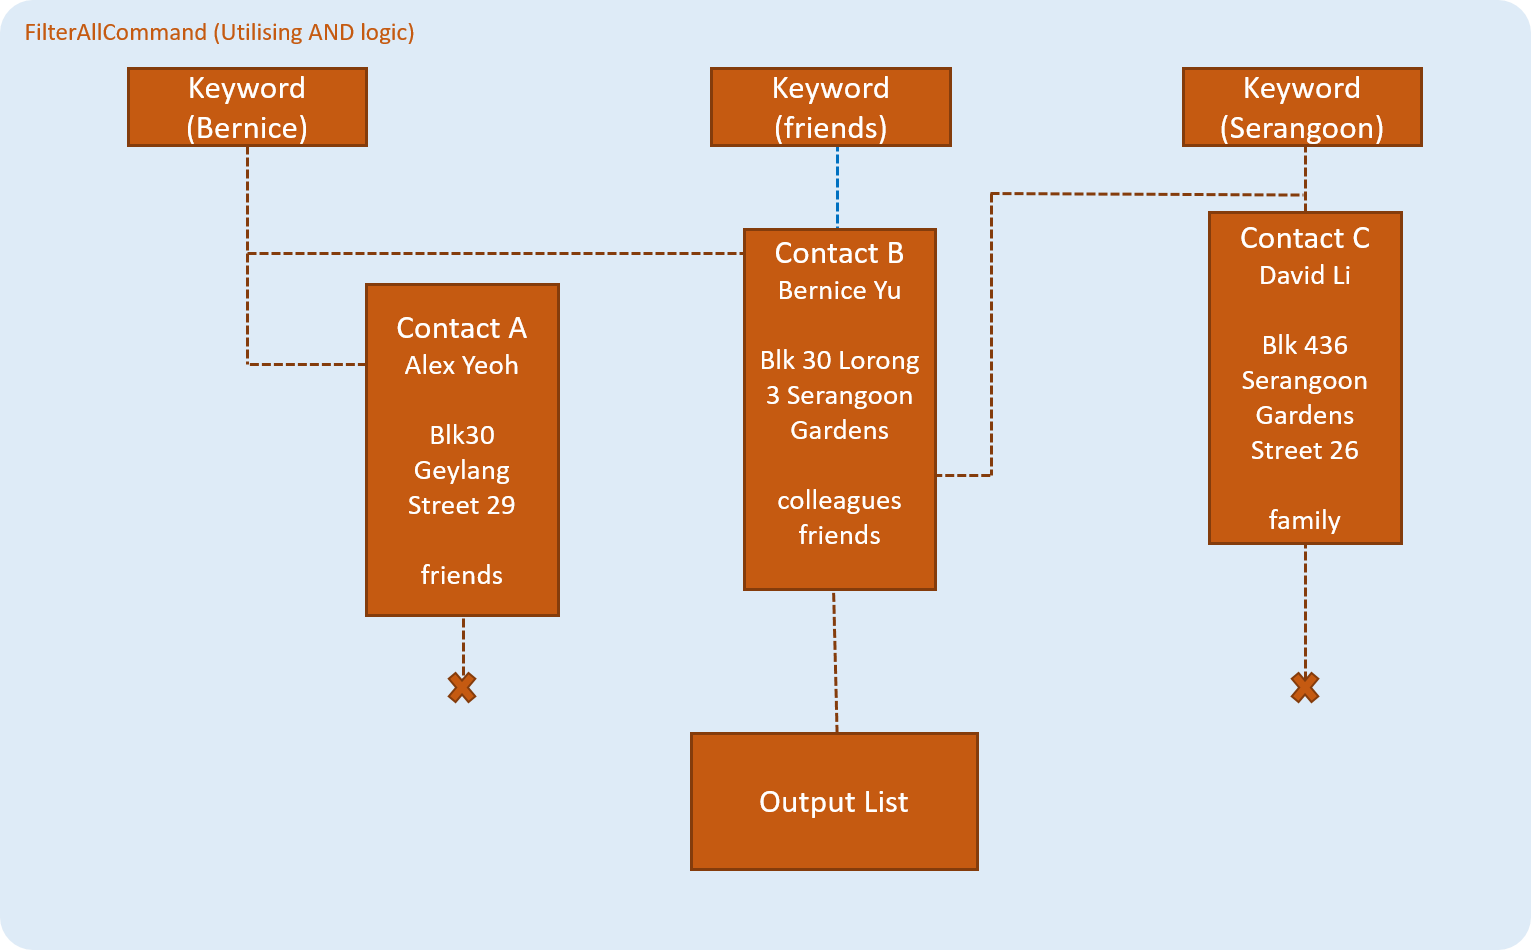 FilterAllCommand (Utilising AND logic)
Keyword
(Bernice)
Keyword
(friends)
Keyword
(Serangoon)
Contact A
Alex Yeoh
Blk30
Geylang
Street 29
friends
Contact B
Bernice Yu
Blk 30 Lorong
3 Serangoon
Gardens
colleagues
friends
Contact C
David Li
Blk 436
Serangoon
Gardens
Street 26
family
Output List